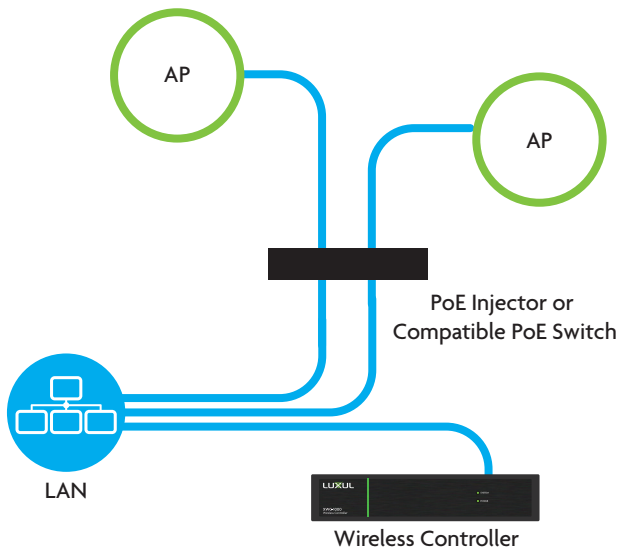 AP
AP
PoE Injector or
Compatible PoE Switch
LAN
LUXUL
Wireless Controller